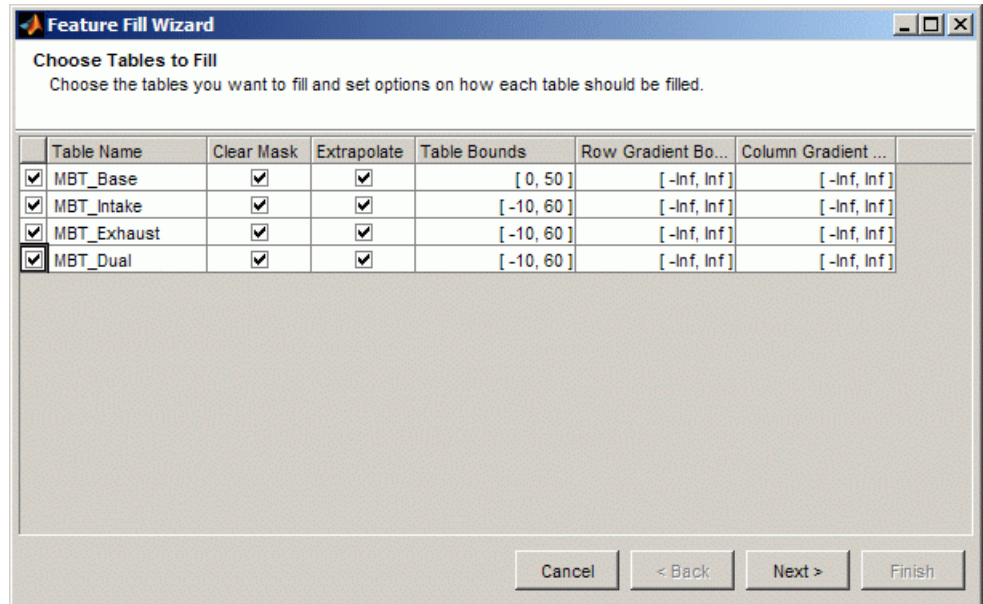 Feature Fill Wizard
Choose Tables to Fill
Choose the tables you want to fill and set options on how each table should be filled.
Table Name Clear Mask Extrapolate Table Bounds Row Gradient Bo... Column Gradient ...
MBT_Base [ 0, 50 ] [ -Inf, Inf ] [ -Inf, Inf ]
MBT_Intake [ -10, 60 ] [ -Inf, Inf ] [ -Inf, Inf ]
MBT_Exhaust [ -10, 60 ] [ -Inf, Inf ] [ -Inf, Inf ]
MBT_Dual [ -10, 60 ] [ -Inf, Inf ] [ -Inf, Inf ]
Cancel < Back Next > Finish